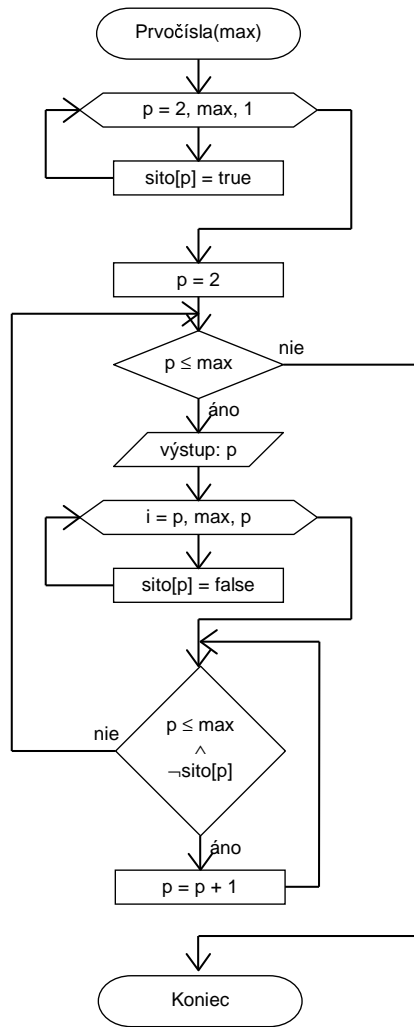 Prvočísla(max)
p = 2, max, 1
sito[p] = true
p = 2
p ≤ max
nie
áno
výstup: p
i = p, max, p
sito[p] = false
nie
p ≤ max
∧
¬sito[p]
áno
p = p + 1
Koniec